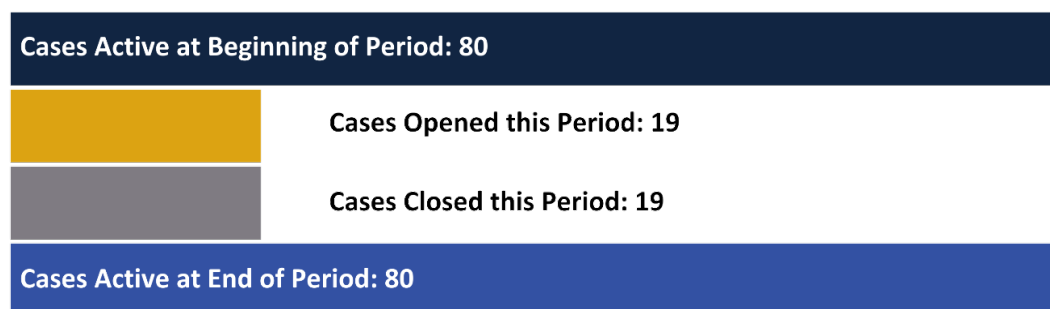 Cases Active at Beginning of Period: 80
Cases Opened this Period: 19
Cases Closed this Period: 19
Cases Active at End of Period: 80